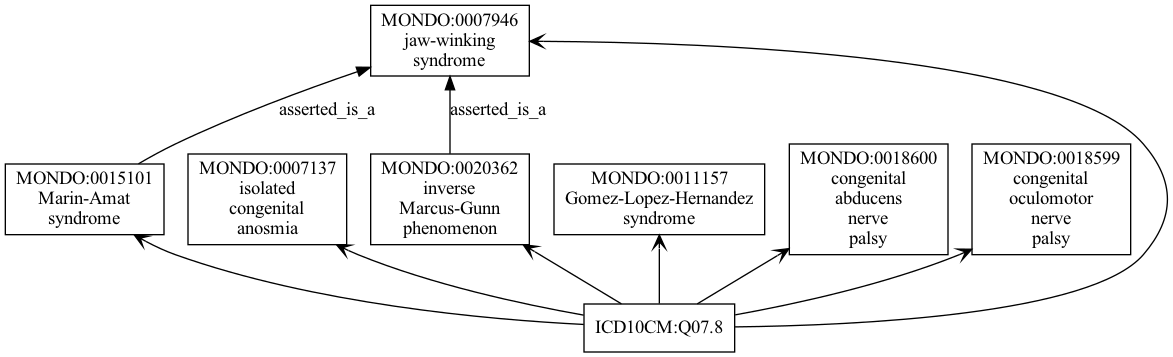 MONDO:0007946
jaw-winking
syndrome
asserted_is_a
asserted_is_a
MONDO:0015101
Marin-Amat
syndrome
MONDO:0007137
isolated
congenital
anosmia
MONDO:0020362
inverse
Marcus-Gunn
phenomenon
MONDO:0011157
Gomez-Lopez-Hernandez
syndrome
MONDO:0018600
congenital
abducens
nerve
palsy
MONDO:0018599
congenital
oculomotor
nerve
palsy
ICD10CM:Q07.8